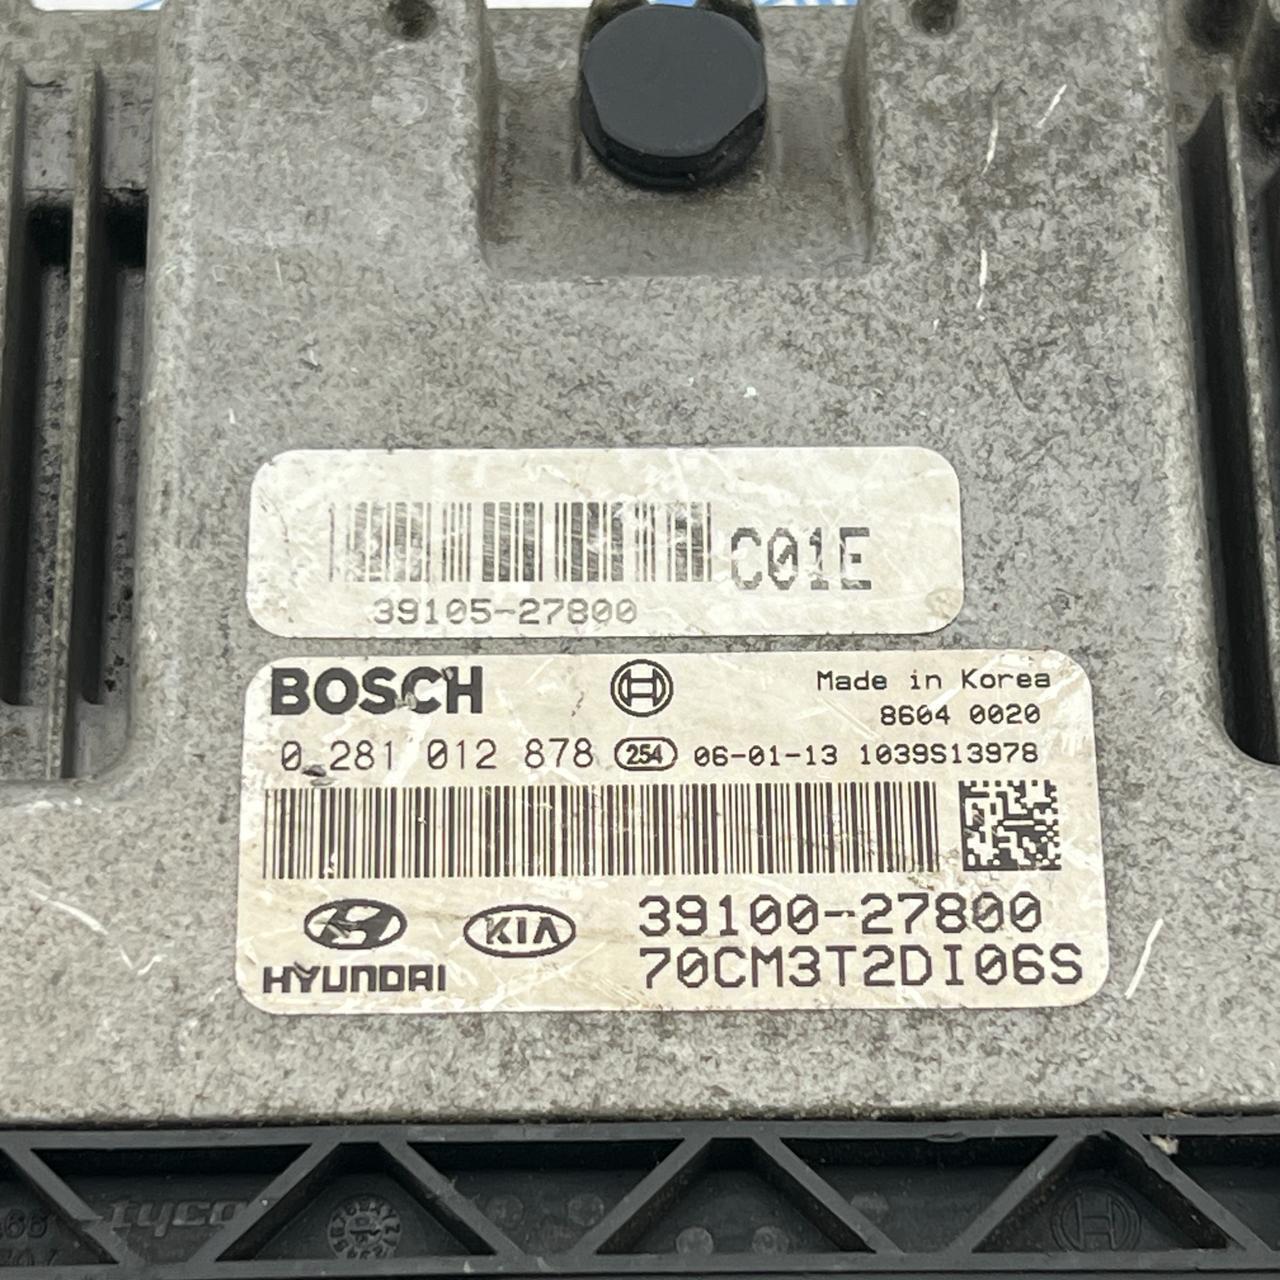 C01E
39105-27800
BOSCH
Made in Korea
8604 0020
0 281 012 878 254 06-01-13 1039S13978
HYUNDAI KIA 39100-27800
70CM3T2DI06S
tyco